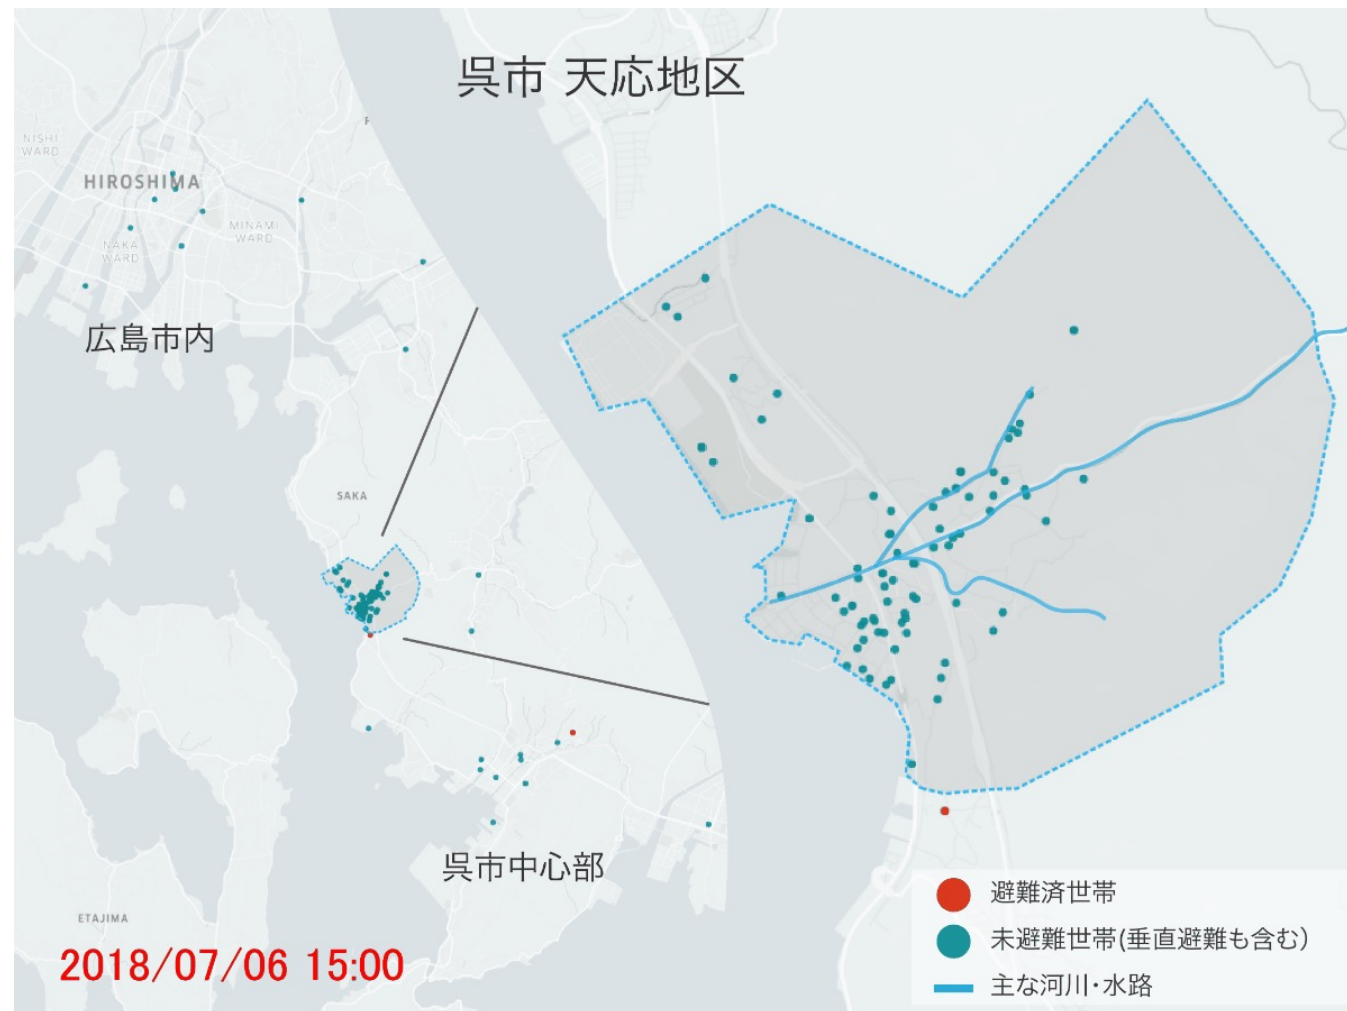 呉市 天応地区
NISHI
WARD
HIROSHIMA
MINAMI
WARD
NAKA
WARD
広島市内
SAKA
呉市中心部
ETAJIMA
2018/07/06 15:00
避難済世帯
未避難世帯(垂直避難も含む)
主な河川・水路